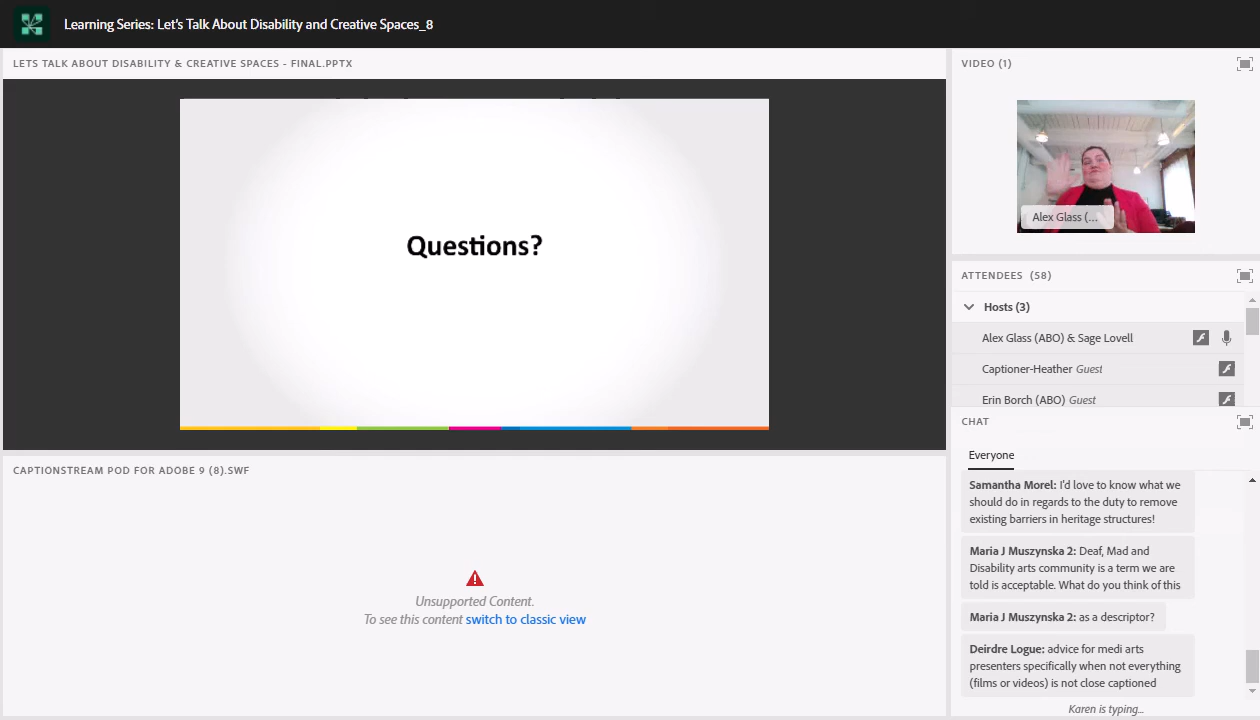 Learning Series: Let's Talk About Disability and Creative Spaces_8
LETS TALK ABOUT DISABILITY & CREATIVE SPACES - FINAL.PPTX
Questions?
CAPTIONSTREAM POD FOR ADOBE 9 (8).SWF
Unsupported Content.
To see this content switch to classic view
VIDEO (1)
Alex Glass (...
ATTENDEES (58)
Hosts (3)
Alex Glass (ABO) & Sage Lovell
Captioner-Heather Guest
Erin Borch (ABO) Guest
CHAT
Everyone
Samantha Morel: I'd love to know what we
should do in regards to the duty to remove
existing barriers in heritage structures!
Maria J Muszynska 2: Deaf, Mad and
Disability arts community is a term we are
told is acceptable. What do you think of this
Maria J Muszynska 2: as a descriptor?
Deirdre Logue: advice for medi arts
presenters specifically when not everything
(films or videos) is not close captioned
Karen is typing...